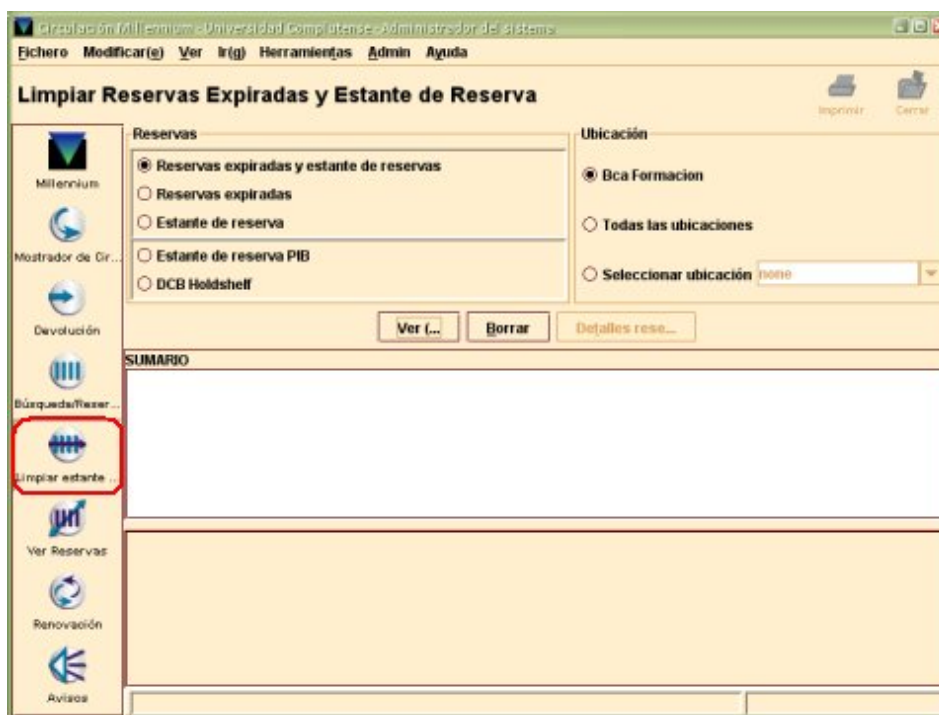 Circulación Millennium - Universidad Complutense - Administrador del sistema
Fichero Modificar(e) Ver Ir(g) Herramientas Admin Ayuda
Limpiar Reservas Expiradas y Estante de Reserva
Imprimir
Cerrar
Millennium
Mostrador de Cir...
Devolución
Búsqueda/Reser...
Limpiar estante ...
Ver Reservas
Renovación
Avisos
Reservas
Reservas expiradas y estante de reservas
Reservas expiradas
Estante de reserva
Estante de reserva PIB
DCB Holdshelf
Ubicación
Bca Formacion
Todas las ubicaciones
Seleccionar ubicación none
Ver (... Borrar Detalles rese...
SUMARIO